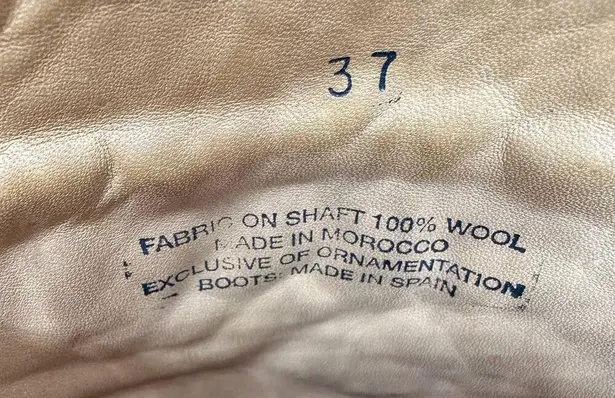 37
FABRIC ON SHAFT 100% WOOL
MADE IN MOROCCO
EXCLUSIVE OF ORNAMENTATION
BOOTS: MADE IN SPAIN